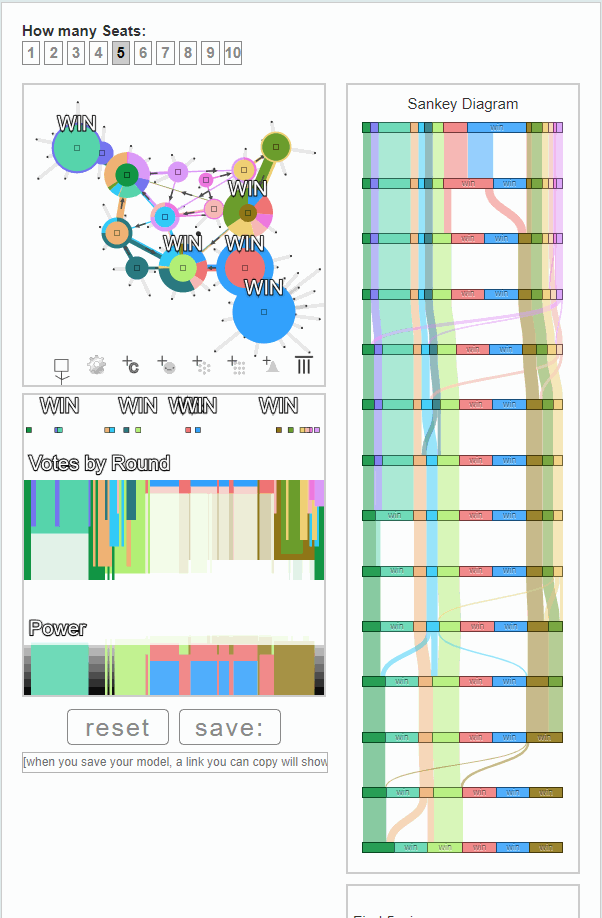 How many Seats:
1 2 3 4 5 6 7 8 9 10
WIN
WIN
WIN WIN
WIN
C
WIN WIN WIN WIN
Votes by Round
Power
reset save:
[when you save your model, a link you can copy will show
Sankey Diagram
WIN
WIN WIN
WIN WIN
WIN WIN
WIN WIN
WIN WIN
WIN WIN
WIN WIN WIN
WIN WIN WIN
WIN WIN WIN
WIN WIN WIN
WIN WIN WIN WIN
WIN WIN WIN WIN
WIN WIN WIN WIN WIN